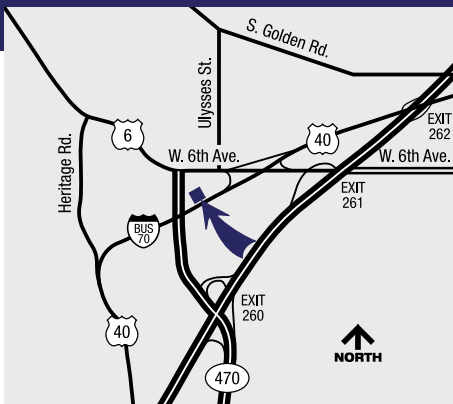 S. Golden Rd.
Ulysses St.
Heritage Rd.
6
40
EXIT
262
W. 6th Ave.
W. 6th Ave.
EXIT
261
BUS
70
EXIT
260
40
470
NORTH